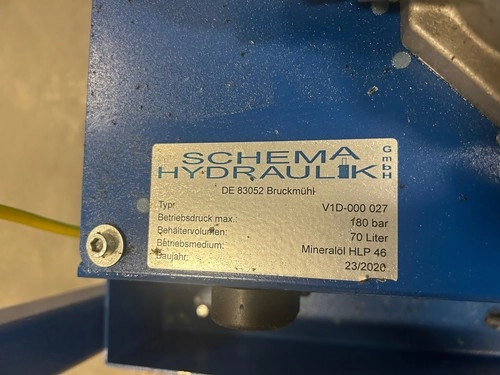 SCHEMA
HYDRAULIK
GmbH
DE 83052 Bruckmühl
Typ: V1D-000 027
Betriebsdruck max.: 180 bar
Behältervolumen: 70 Liter
Betriebsmedium: Mineralöl HLP 46
Baujahr: 23/2020